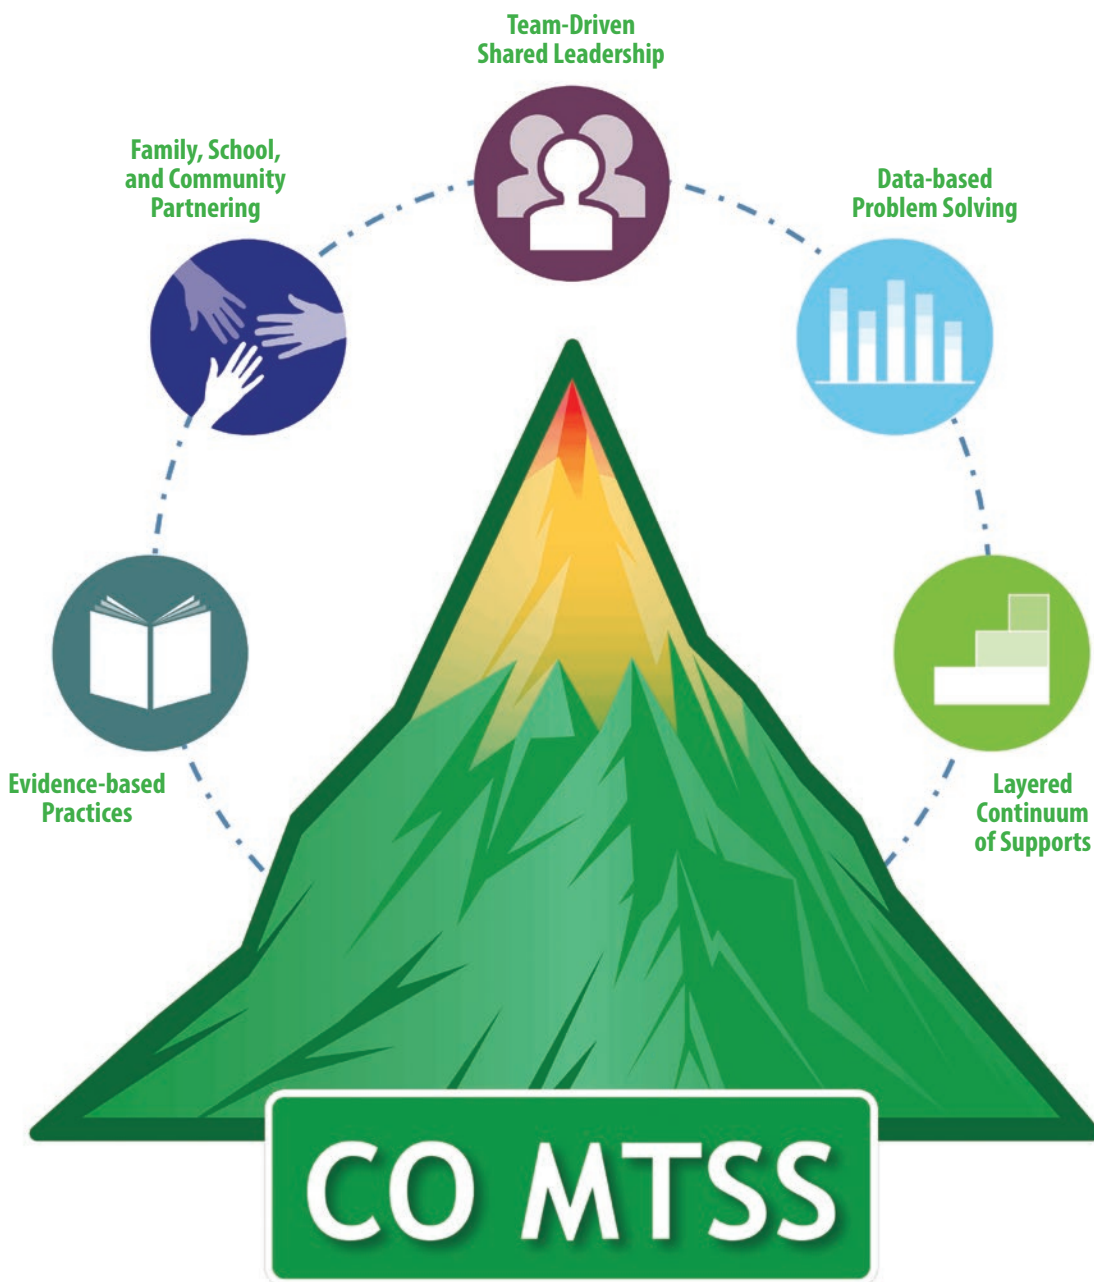 Team-Driven
Shared Leadership
Family, School,
and Community
Partnering
Data-based
Problem Solving
Evidence-based
Practices
Layered
Continuum
of Supports
CO MTSS